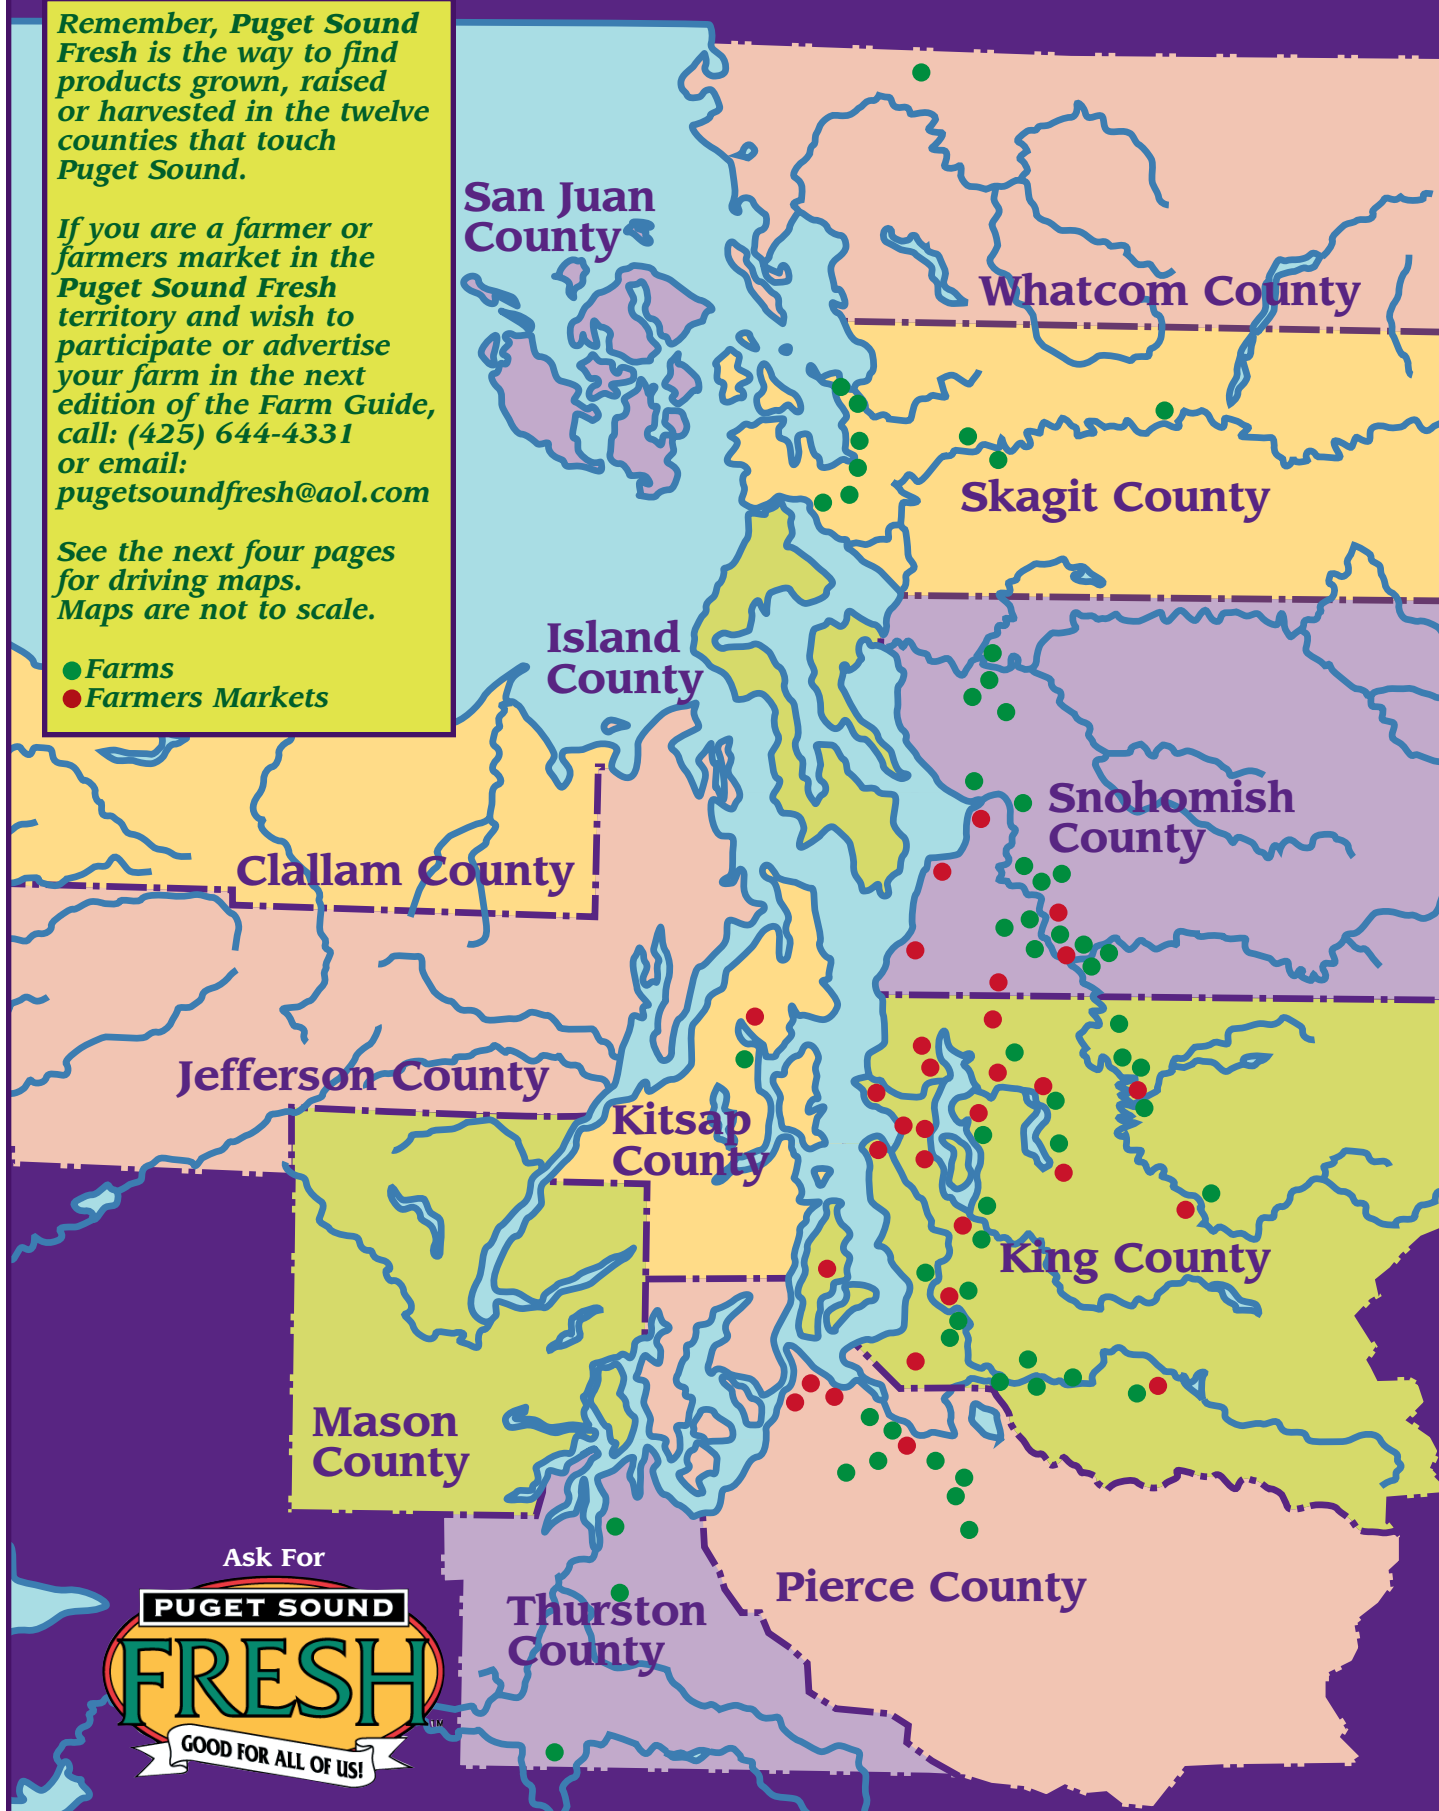 Remember, Puget Sound
Fresh is the way to find
products grown, raised
or harvested in the twelve
counties that touch
Puget Sound.
If you are a farmer or
farmers market in the
Puget Sound Fresh
territory and wish to
participate or advertise
your farm in the next
edition of the Farm Guide,
call: (425) 644-4331
or email:
pugetsoundfresh@aol.com
See the next four pages
for driving maps.
Maps are not to scale.
Farms
Farmers Markets
San Juan
County
Whatcom County
Skagit County
Island
County
Snohomish
County
Clallam County
Jefferson County
Kitsap
County
King County
Mason
County
Pierce County
Thurston
County
Ask For
PUGET SOUND
FRESH
TM
GOOD FOR ALL OF US!